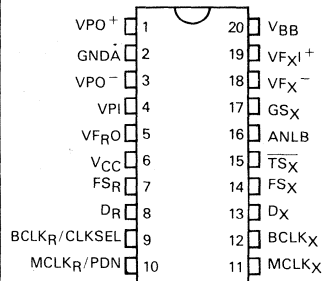 VPO+ 1 20 VBB
GNDA 2 19 VFXI+
VPO− 3 18 VFX−
VPI 4 17 GSX
VFRO 5 16 ANLB
VCC 6 15 TSX
FSR 7 14 FSX
DR 8 13 DX
BCLKR/CLKSEL 9 12 BCLKX
MCLKR/PDN 10 11 MCLKX